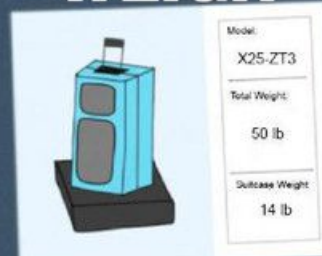 Model:
X25-ZT3
Total Weight:
50 lb
Suitcase Weight
14 lb